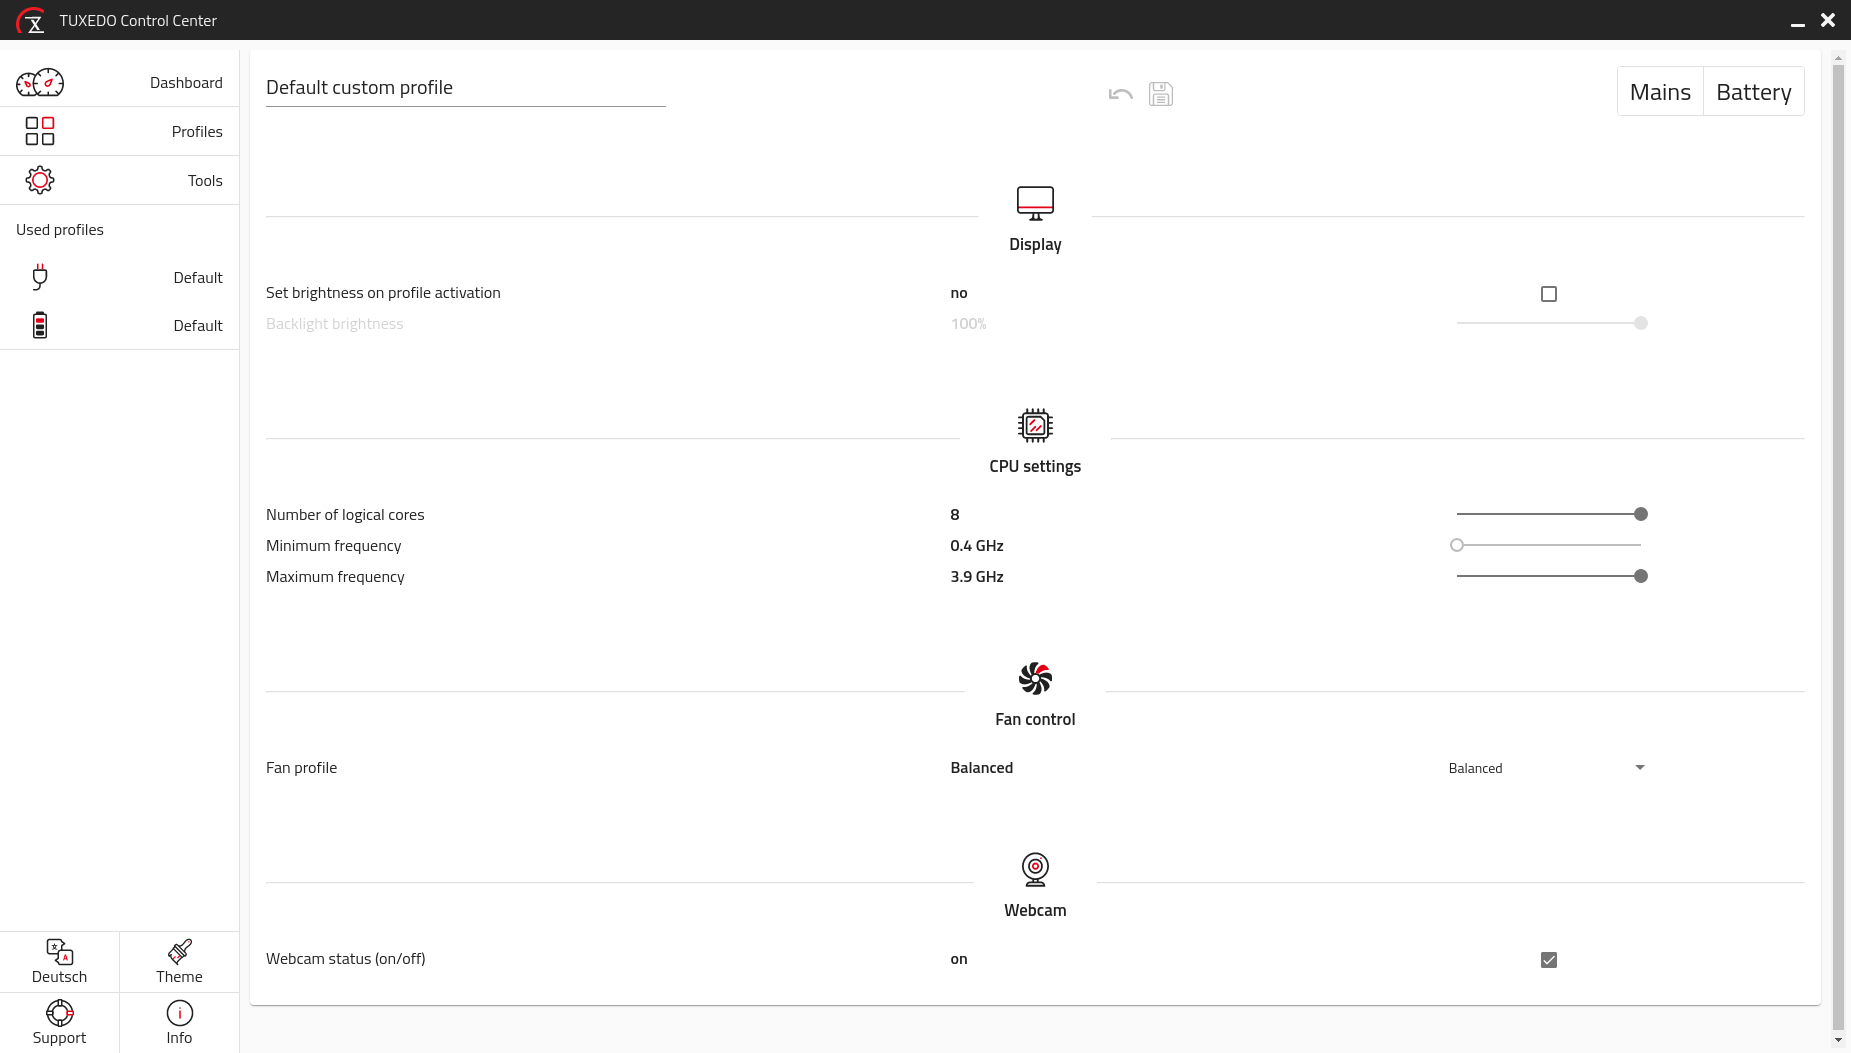 TUXEDO Control Center
Dashboard
Profiles
Tools
Used profiles
Default
Default
Deutsch
Theme
Support
Info
Default custom profile
Mains
Battery
Display
Set brightness on profile activation no
Backlight brightness 100%
CPU settings
Number of logical cores 8
Minimum frequency 0.4 GHz
Maximum frequency 3.9 GHz
Fan control
Fan profile Balanced Balanced
Webcam
Webcam status (on/off) on